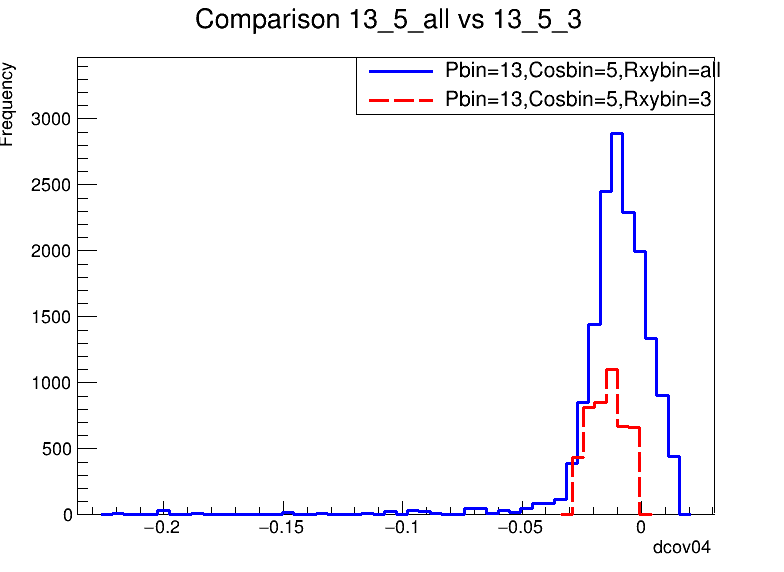 Comparison 13_5_all vs 13_5_3
Pbin=13,Cosbin=5,Rxybin=all
Pbin=13,Cosbin=5,Rxybin=3
Frequency
3000
2500
2000
1500
1000
500
0
−0.2 −0.15 −0.1 −0.05 0
dcov04